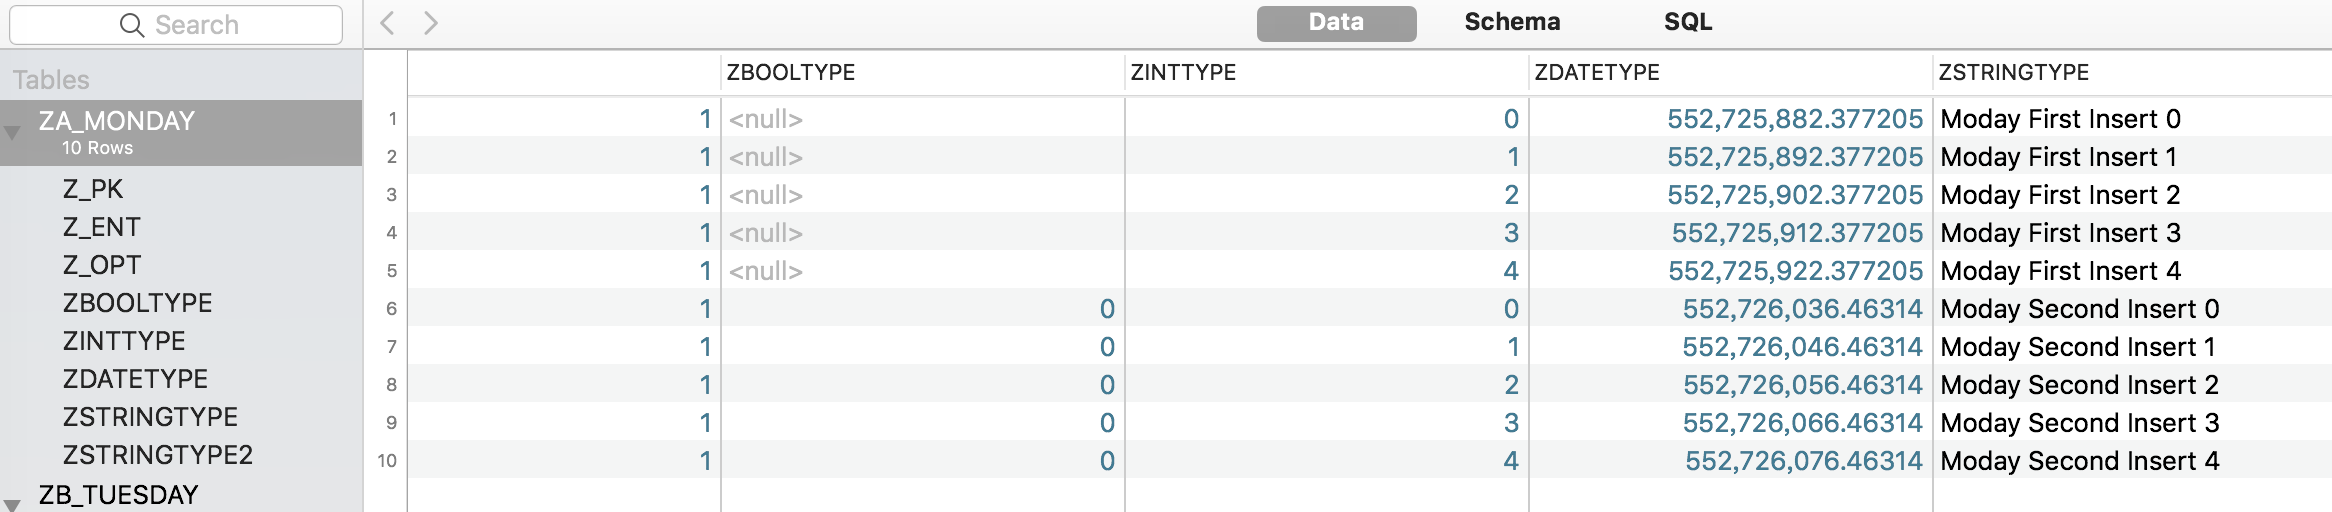 Search
Data Schema SQL
Tables
ZA_MONDAY
10 Rows
Z_PK
Z_ENT
Z_OPT
ZBOOLTYPE
ZINTTYPE
ZDATETYPE
ZSTRINGTYPE
ZSTRINGTYPE2
ZB_TUESDAY
ZBOOLTYPE ZINTTYPE ZDATETYPE ZSTRINGTYPE
1 1 <null> 0 552,725,882.377205 Moday First Insert 0
2 1 <null> 1 552,725,892.377205 Moday First Insert 1
3 1 <null> 2 552,725,902.377205 Moday First Insert 2
4 1 <null> 3 552,725,912.377205 Moday First Insert 3
5 1 <null> 4 552,725,922.377205 Moday First Insert 4
6 1 0 0 552,726,036.46314 Moday Second Insert 0
7 1 0 1 552,726,046.46314 Moday Second Insert 1
8 1 0 2 552,726,056.46314 Moday Second Insert 2
9 1 0 3 552,726,066.46314 Moday Second Insert 3
10 1 0 4 552,726,076.46314 Moday Second Insert 4